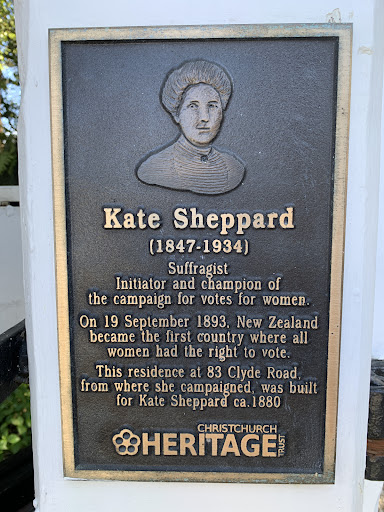 Kate Sheppard
(1847-1934)
Suffragist
Initiator and champion of
the campaign for votes for women.
On 19 September 1893, New Zealand
became the first country where all
women had the right to vote.
This residence at 83 Clyde Road,
from where she campaigned, was built
for Kate Sheppard ca.1880
CHRISTCHURCH
HERITAGE TRUST